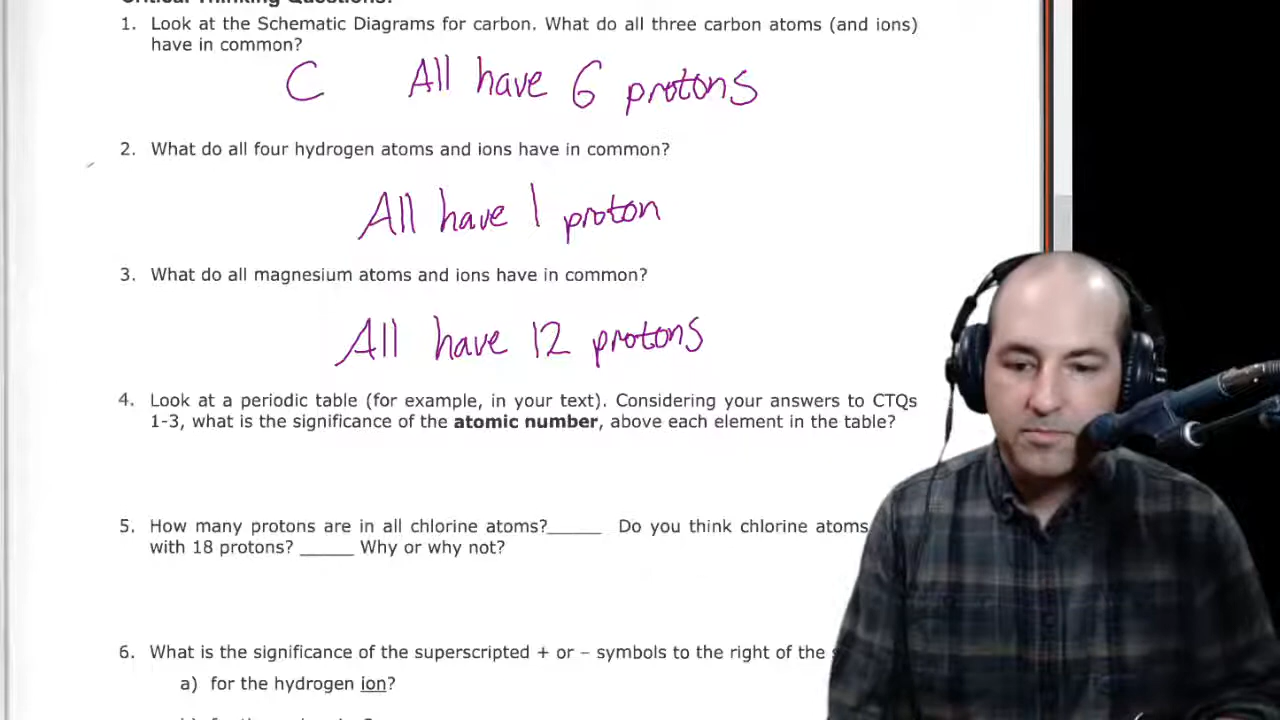 Critical Thinking Questions:
1. Look at the Schematic Diagrams for carbon. What do all three carbon atoms (and ions)
have in common?
C All have 6 protons
2. What do all four hydrogen atoms and ions have in common?
All have 1 proton
3. What do all magnesium atoms and ions have in common?
All have 12 protons
4. Look at a periodic table (for example, in your text). Considering your answers to CTQs
1-3, what is the significance of the atomic number, above each element in the table?
5. How many protons are in all chlorine atoms?_____ Do you think chlorine atoms
with 18 protons? _____ Why or why not?
6. What is the significance of the superscripted + or – symbols to the right of the
a) for the hydrogen ion?